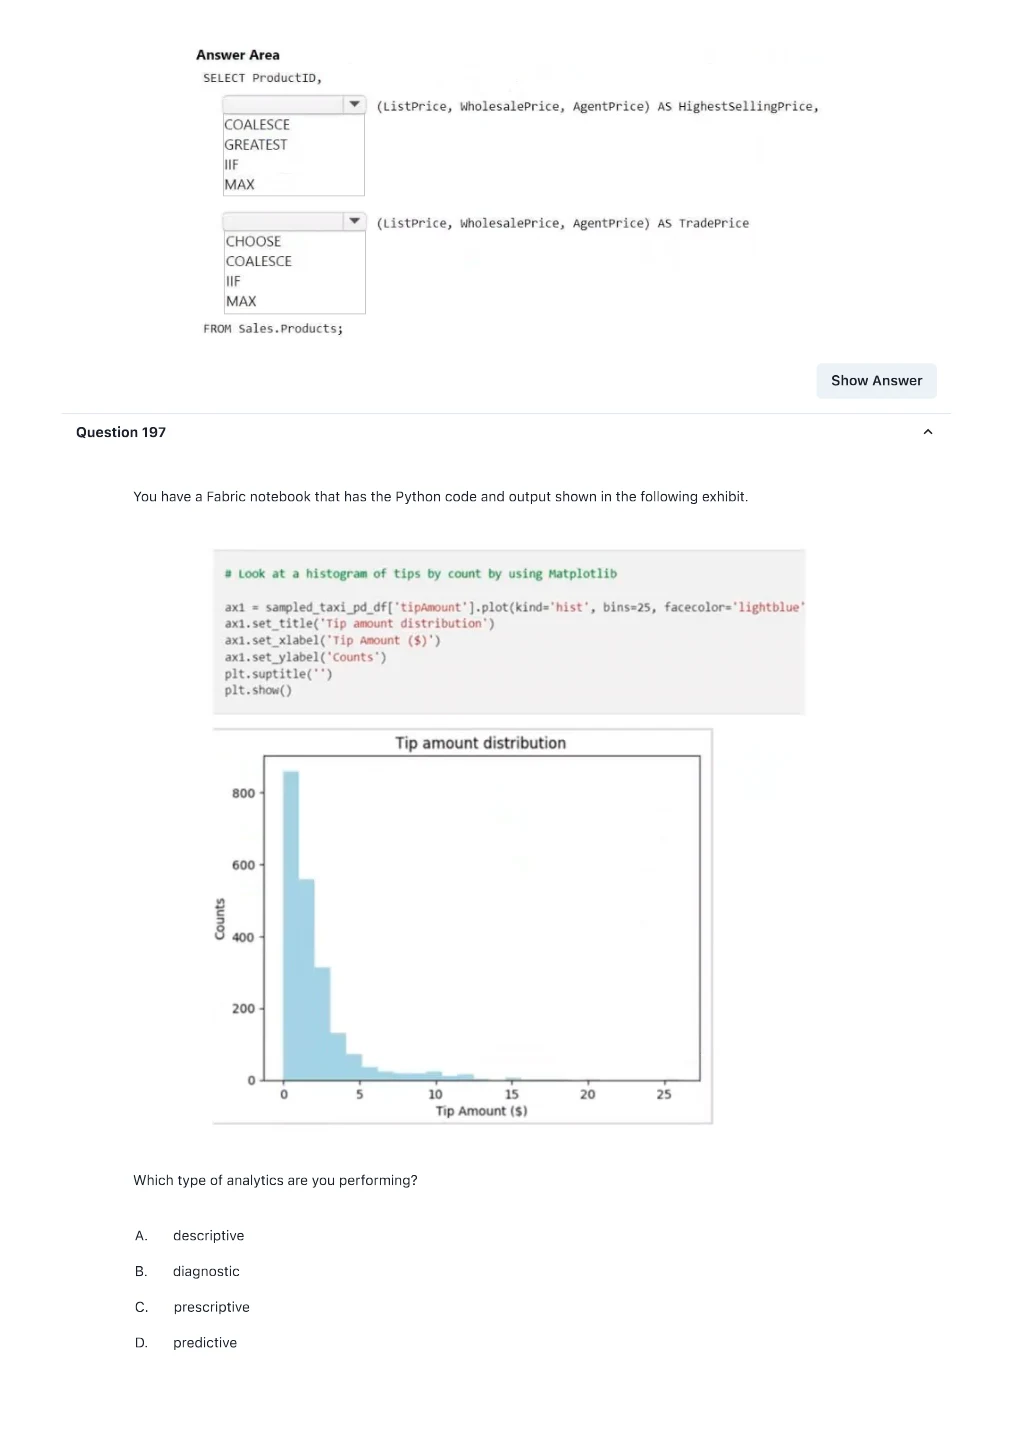 Answer Area
SELECT ProductID,
(ListPrice, WholesalePrice, AgentPrice) AS HighestSellingPrice,
COALESCE
GREATEST
IIF
MAX
(ListPrice, WholesalePrice, AgentPrice) AS TradePrice
CHOOSE
COALESCE
IIF
MAX
FROM Sales.Products;
Show Answer
Question 197
You have a Fabric notebook that has the Python code and output shown in the following exhibit.
# Look at a histogram of tips by count by using Matplotlib
ax1 = sampled_taxi_pd_df['tipAmount'].plot(kind='hist', bins=25, facecolor='lightblue'
ax1.set_title('Tip amount distribution')
ax1.set_xlabel('Tip Amount ($)')
ax1.set_ylabel('Counts')
plt.suptitle('')
plt.show()
Tip amount distribution
800
600
400
200
0
Counts
0 5 10 15 20 25
Tip Amount ($)
Which type of analytics are you performing?
A. descriptive
B. diagnostic
C. prescriptive
D. predictive